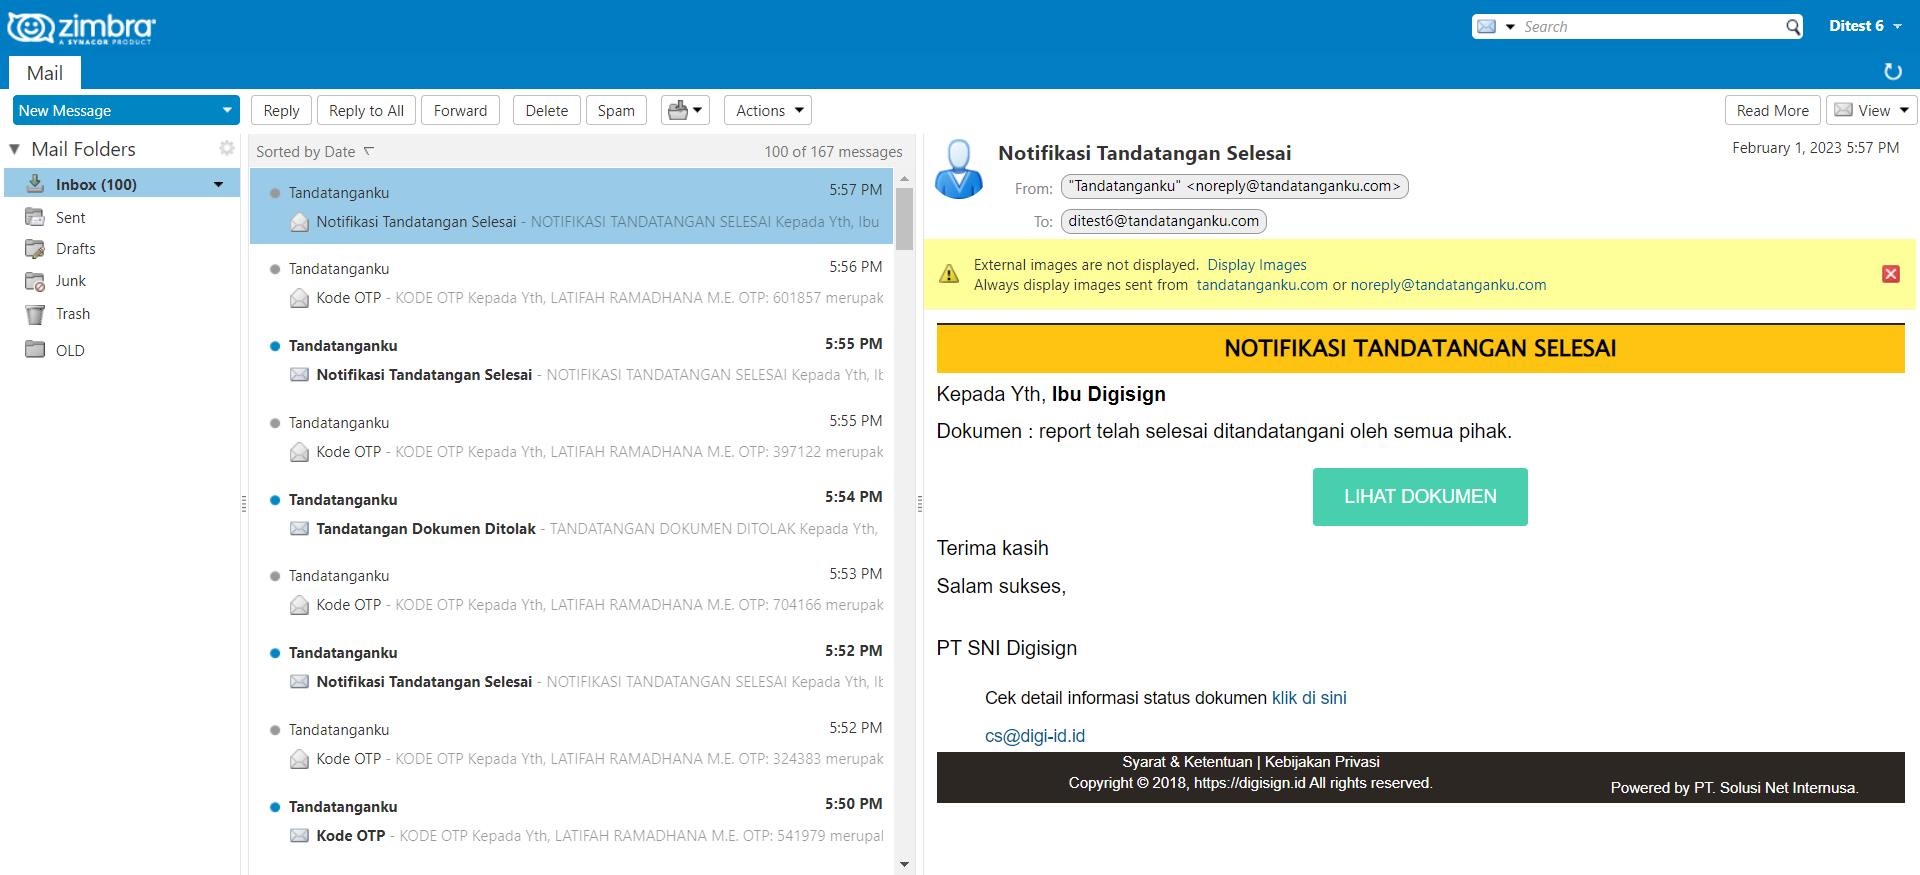 zimbra
A SYNACOR PRODUCT
Search
Ditest 6
Mail
New Message
Reply
Reply to All
Forward
Delete
Spam
Actions
Read More
View
Mail Folders
Inbox (100)
Sent
Drafts
Junk
Trash
OLD
Sorted by Date
100 of 167 messages
Tandatanganku 5:57 PM
Notifikasi Tandatangan Selesai - NOTIFIKASI TANDATANGAN SELESAI Kepada Yth, Ibu
Tandatanganku 5:56 PM
Kode OTP - KODE OTP Kepada Yth, LATIFAH RAMADHANA M.E. OTP: 601857 merupak
Tandatanganku 5:55 PM
Notifikasi Tandatangan Selesai - NOTIFIKASI TANDATANGAN SELESAI Kepada Yth, Ib
Tandatanganku 5:55 PM
Kode OTP - KODE OTP Kepada Yth, LATIFAH RAMADHANA M.E. OTP: 397122 merupak
Tandatanganku 5:54 PM
Tandatangan Dokumen Ditolak - TANDATANGAN DOKUMEN DITOLAK Kepada Yth,
Tandatanganku 5:53 PM
Kode OTP - KODE OTP Kepada Yth, LATIFAH RAMADHANA M.E. OTP: 704166 merupak
Tandatanganku 5:52 PM
Notifikasi Tandatangan Selesai - NOTIFIKASI TANDATANGAN SELESAI Kepada Yth, Ib
Tandatanganku 5:52 PM
Kode OTP - KODE OTP Kepada Yth, LATIFAH RAMADHANA M.E. OTP: 324383 merupak
Tandatanganku 5:50 PM
Kode OTP - KODE OTP Kepada Yth, LATIFAH RAMADHANA M.E. OTP: 541979 merupal
Notifikasi Tandatangan Selesai
February 1, 2023 5:57 PM
From: "Tandatanganku" <noreply@tandatanganku.com>
To: ditest6@tandatanganku.com
External images are not displayed. Display Images
Always display images sent from tandatanganku.com or noreply@tandatanganku.com
NOTIFIKASI TANDATANGAN SELESAI
Kepada Yth, Ibu Digisign
Dokumen : report telah selesai ditandatangani oleh semua pihak.
LIHAT DOKUMEN
Terima kasih
Salam sukses,
PT SNI Digisign
Cek detail informasi status dokumen klik di sini
cs@digi-id.id
Syarat & Ketentuan | Kebijakan Privasi
Copyright © 2018, https://digisign.id All rights reserved.
Powered by PT. Solusi Net Internusa.